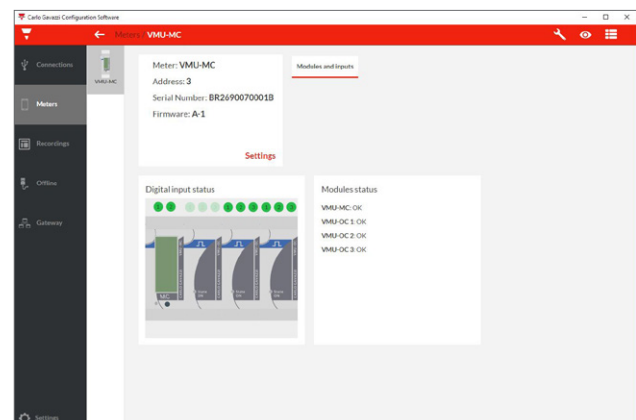 Carlo Gavazzi Configuration Software
Meters / VMU-MC
Connections
Meters
Recordings
Offline
Gateway
Settings
VMU-MC
Meter: VMU-MC
Address: 3
Serial Number: BR2690070001B
Firmware: A-1
Settings
Modules and inputs
Digital input status
MC
Modules status
VMU-MC: OK
VMU-OC 1: OK
VMU-OC 2: OK
VMU-OC 3: OK